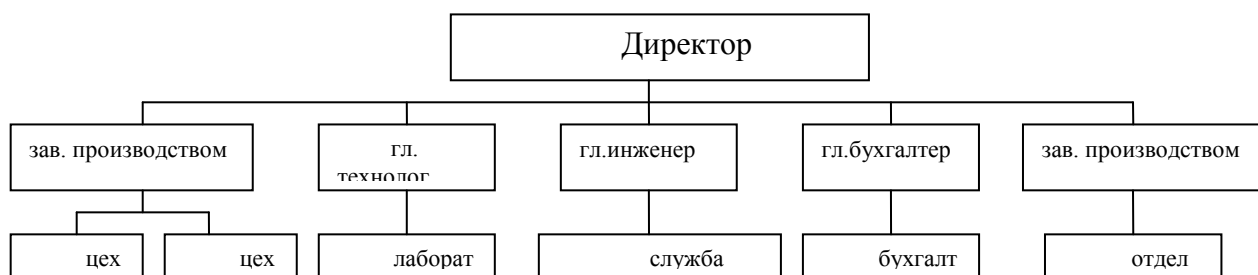 Директор
зав. производством
гл.
технолог
гл.инженер
гл.бухгалтер
зав. производством
цех
цех
лаборат
служба
бухгалт
отдел